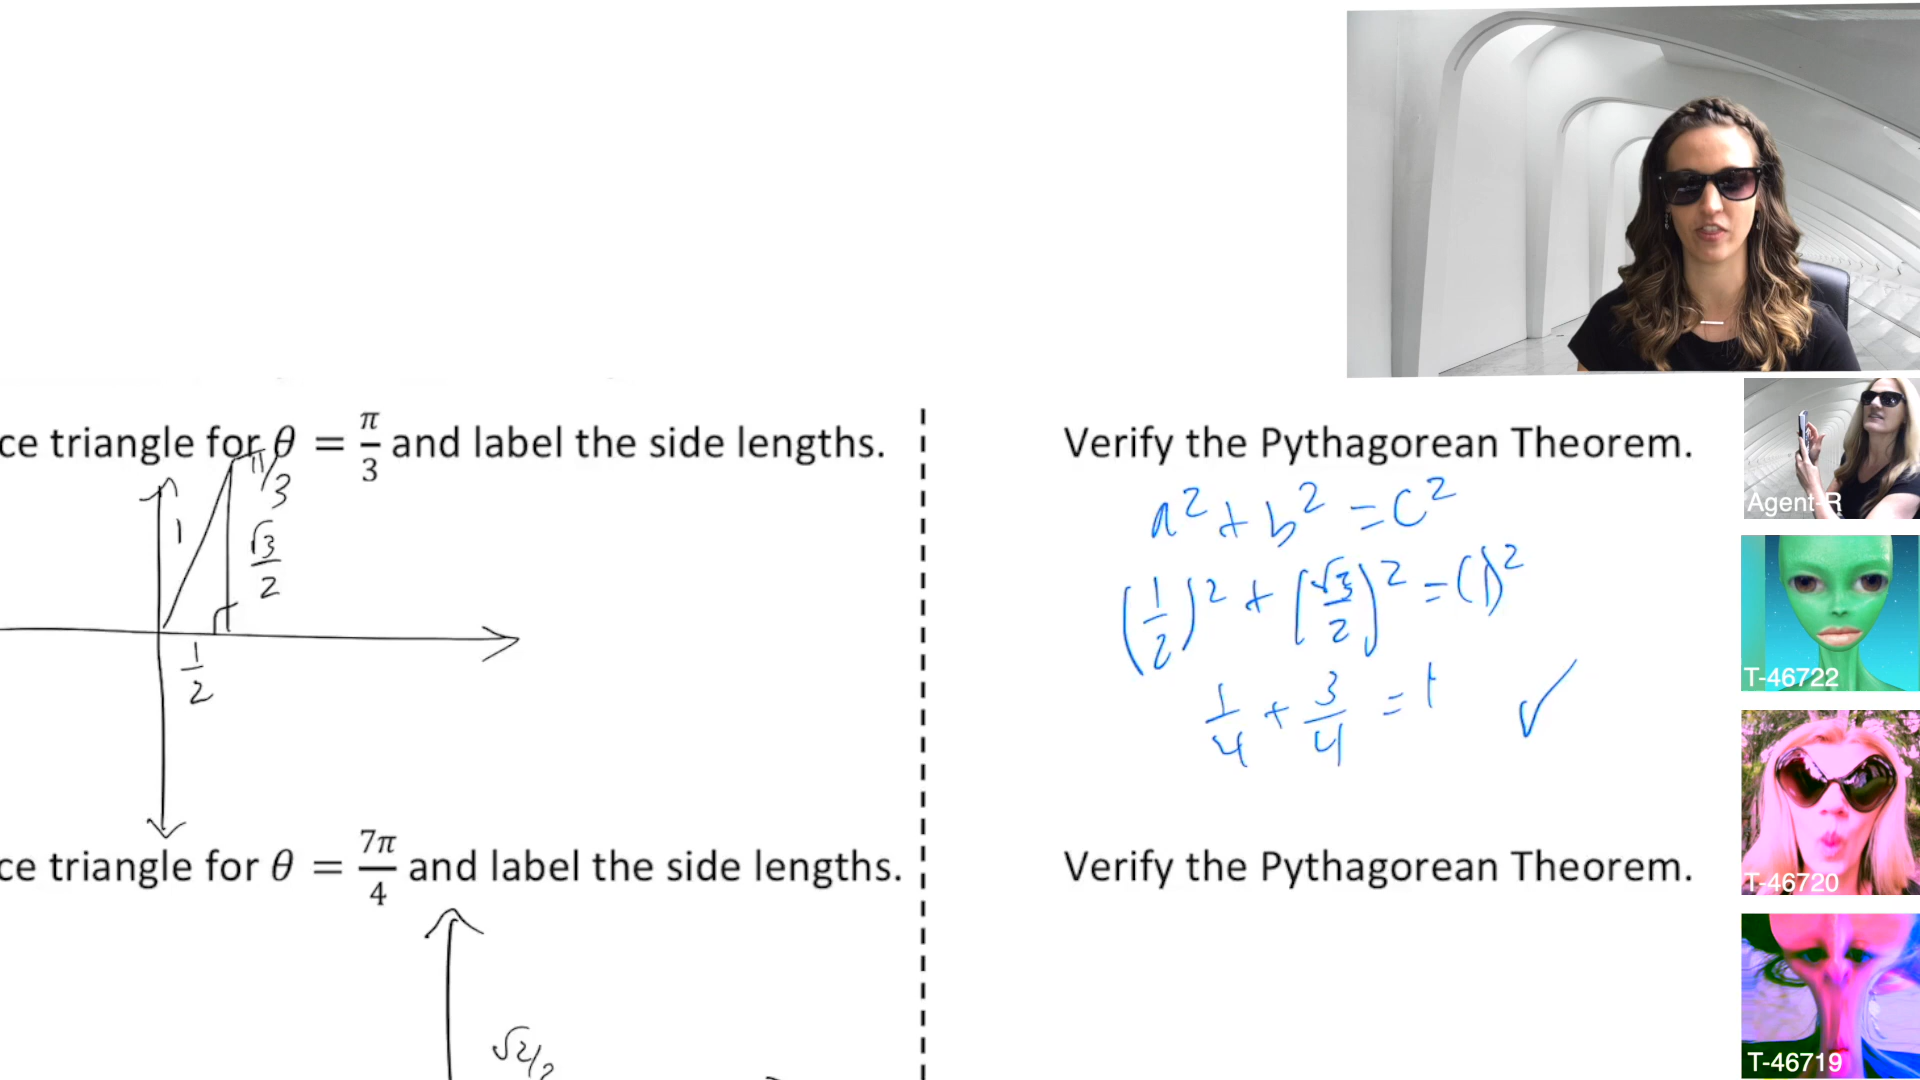 ce triangle for θ = π/3 and label the side lengths.
π/3
1
√3/2
1/2
Verify the Pythagorean Theorem.
a² + b² = c²
(1/2)² + (√3/2)² = (1)²
1/4 + 3/4 = 1 ✓
ce triangle for θ = 7π/4 and label the side lengths.
√2/2
Verify the Pythagorean Theorem.
Agent-R
T-46722
T-46720
T-46719